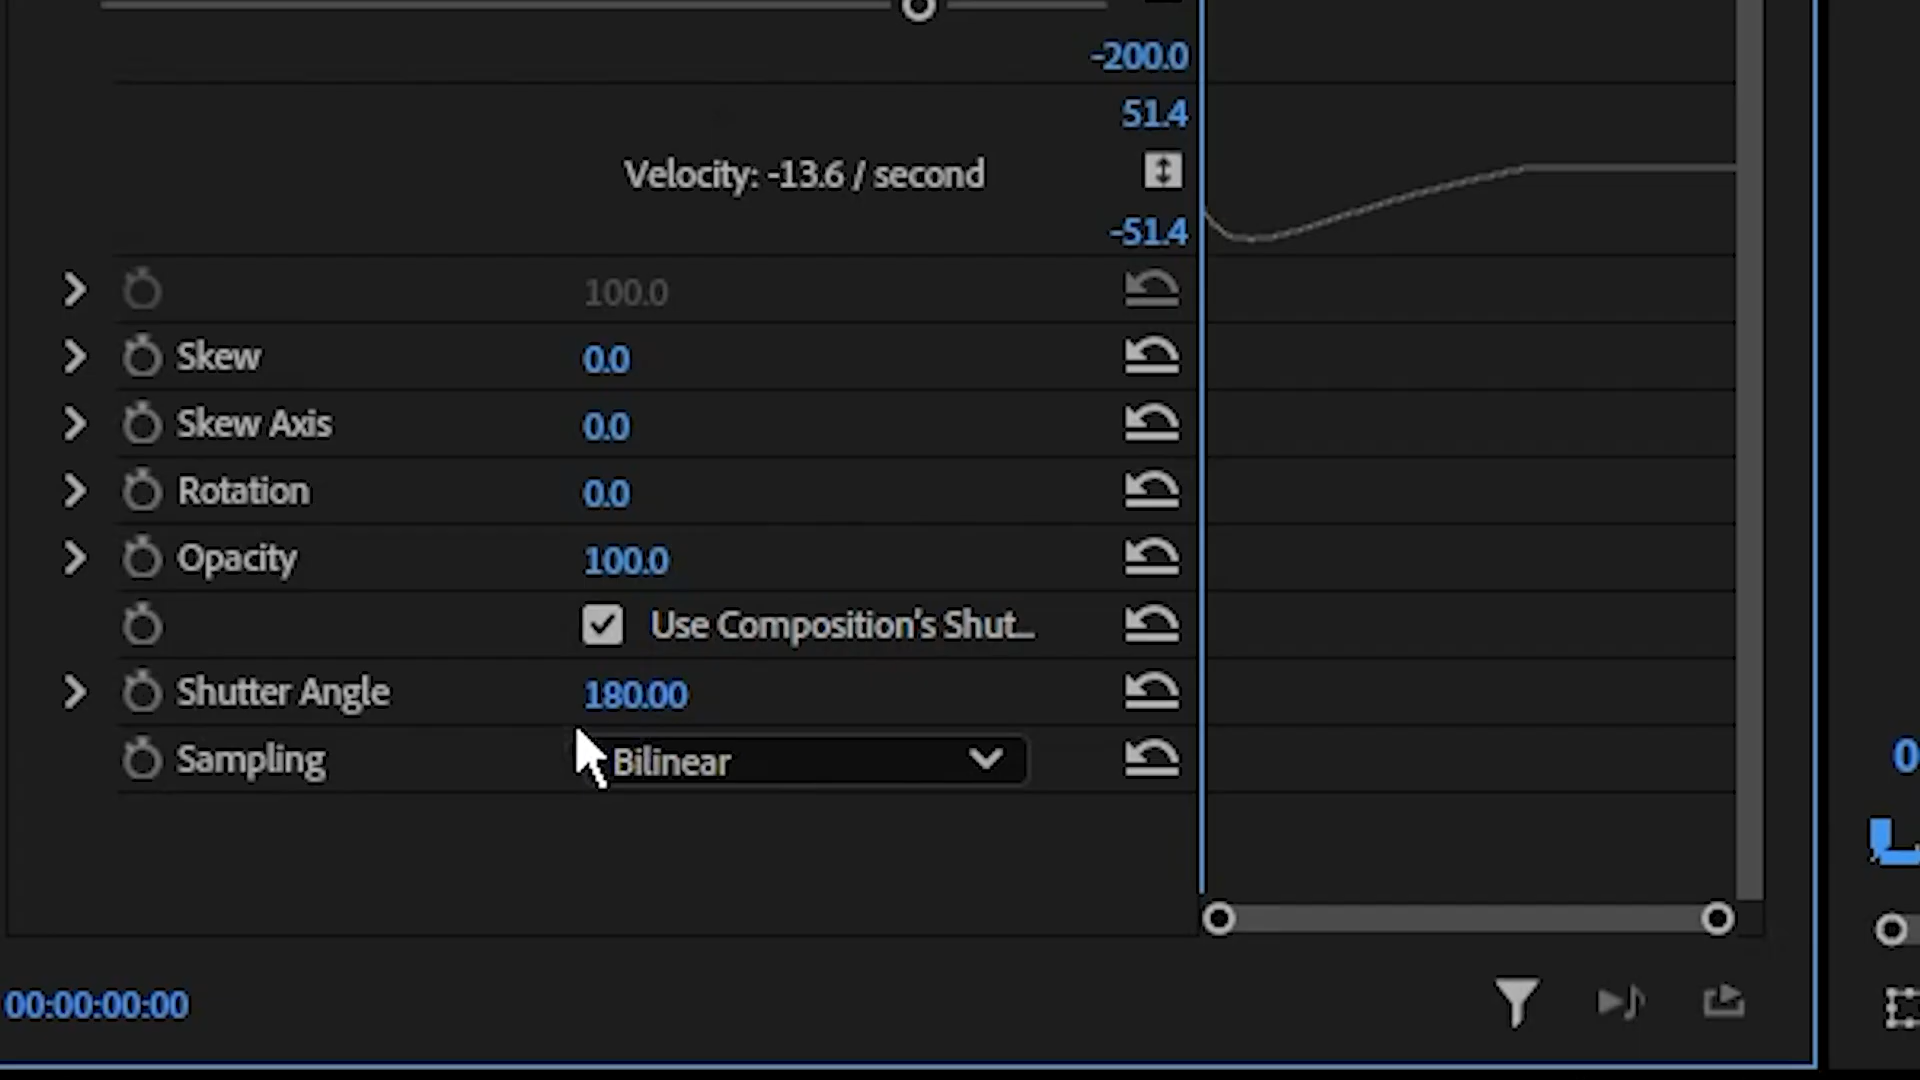 -200.0
51.4
Velocity: -13.6 / second
-51.4
100.0
Skew 0.0
Skew Axis 0.0
Rotation 0.0
Opacity 100.0
Use Composition's Shut...
Shutter Angle 180.00
Sampling Bilinear
0
00:00:00:00